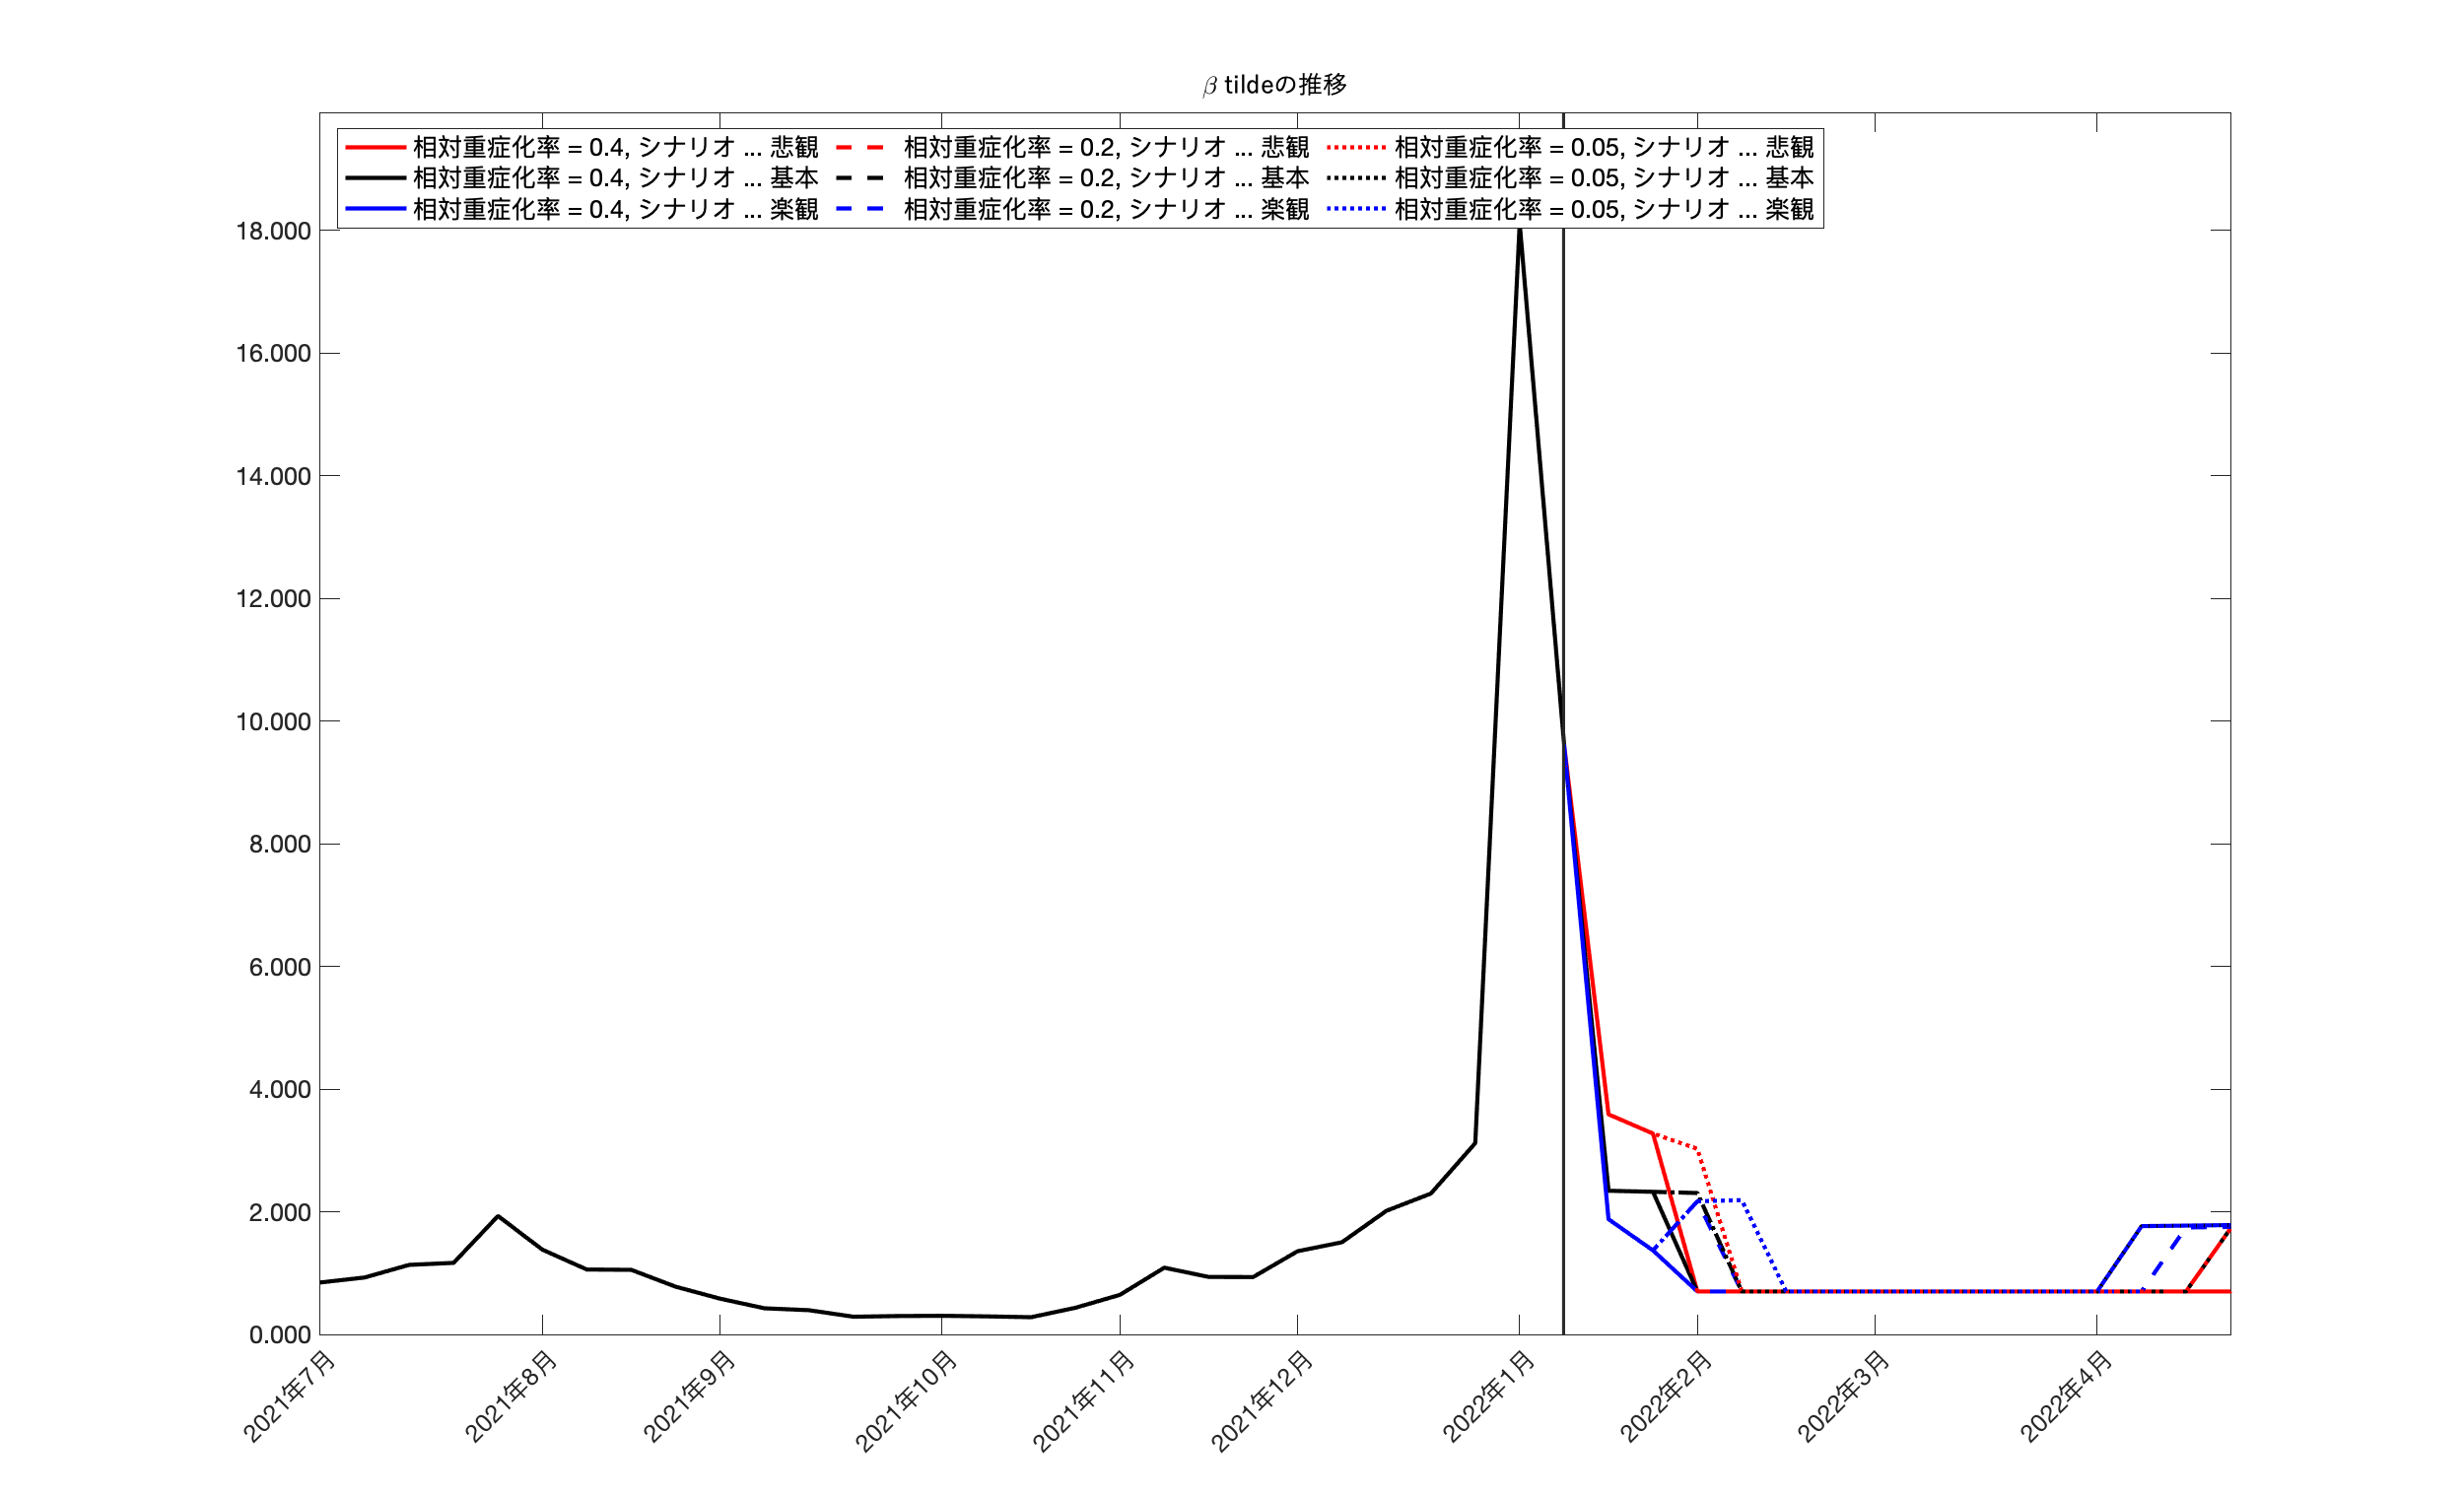 β tildeの推移
相対重症化率 = 0.4, シナリオ ... 悲観 相対重症化率 = 0.2, シナリオ ... 悲観 相対重症化率 = 0.05, シナリオ ... 悲観
相対重症化率 = 0.4, シナリオ ... 基本 相対重症化率 = 0.2, シナリオ ... 基本 相対重症化率 = 0.05, シナリオ ... 基本
相対重症化率 = 0.4, シナリオ ... 楽観 相対重症化率 = 0.2, シナリオ ... 楽観 相対重症化率 = 0.05, シナリオ ... 楽観
18.000
16.000
14.000
12.000
10.000
8.000
6.000
4.000
2.000
0.000
2021年7月 2021年8月 2021年9月 2021年10月 2021年11月 2021年12月 2022年1月 2022年2月 2022年3月 2022年4月